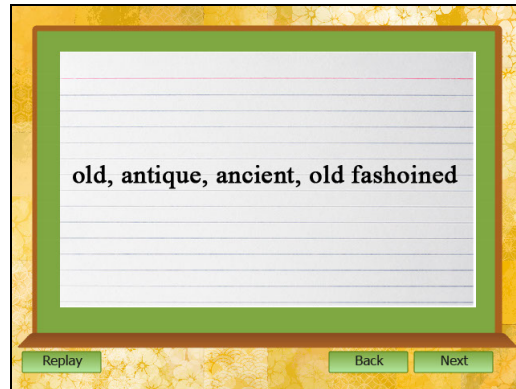 old, antique, ancient, old fashoined
Replay
Back
Next